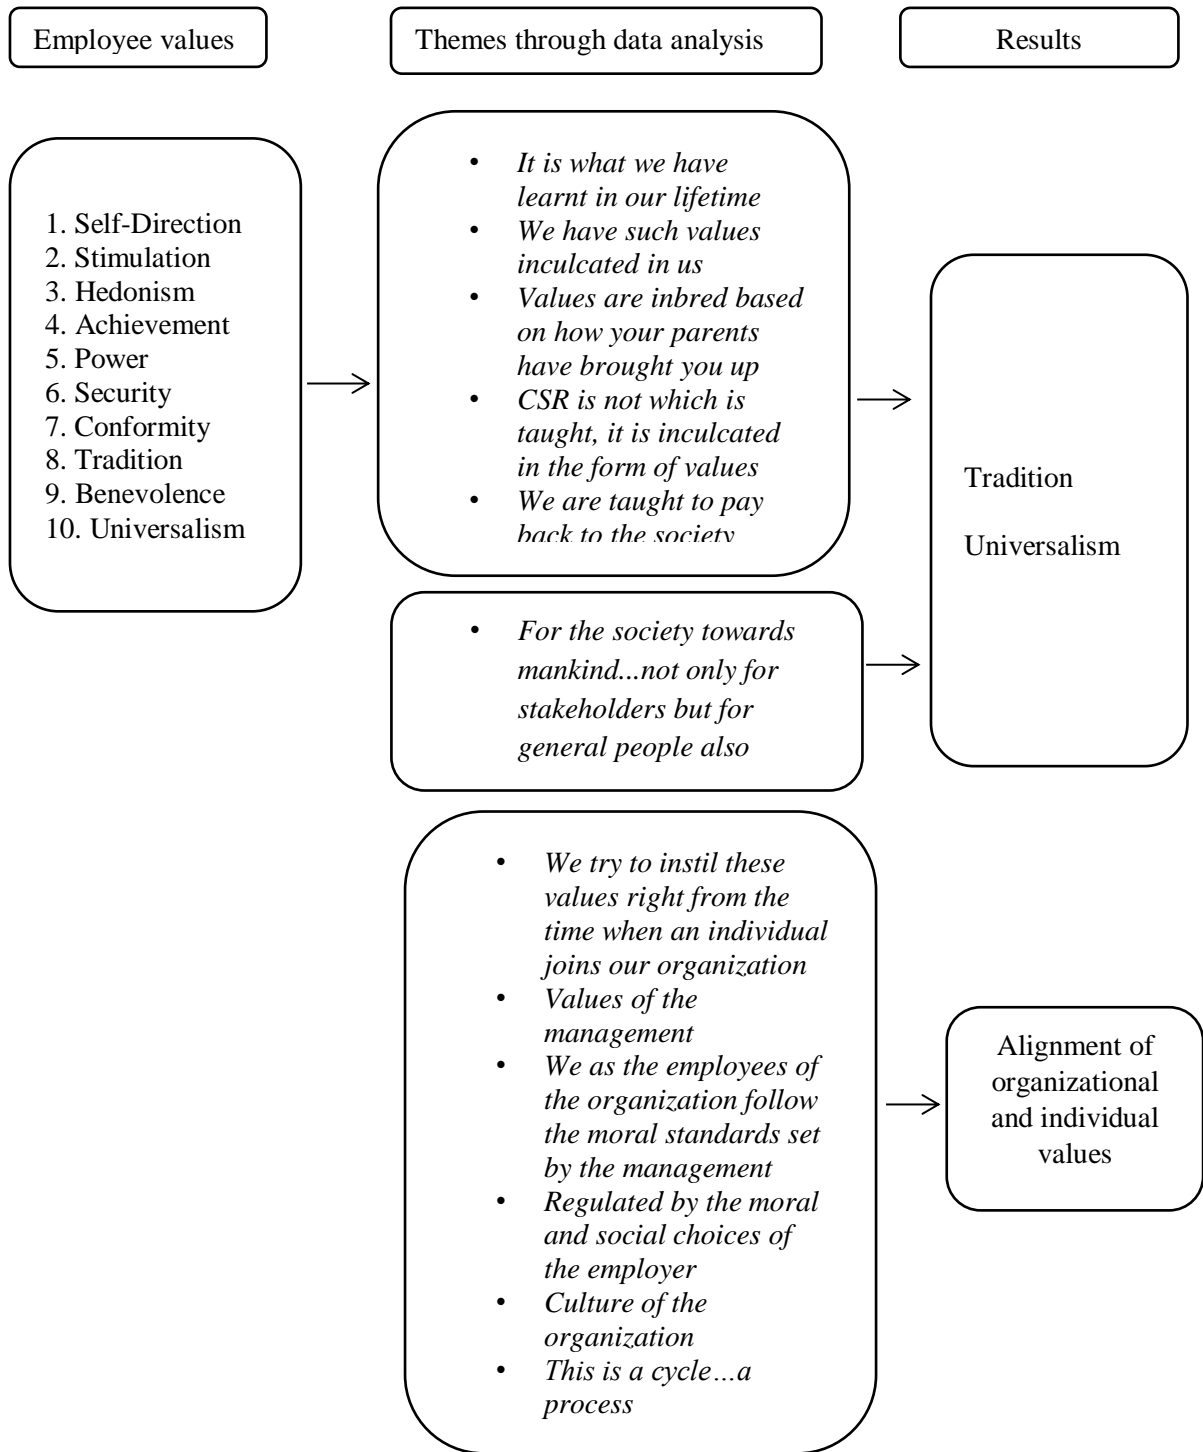 Employee values
Themes through data analysis
Results
1. Self-Direction
2. Stimulation
3. Hedonism
4. Achievement
5. Power
6. Security
7. Conformity
8. Tradition
9. Benevolence
10. Universalism
• It is what we have
learnt in our lifetime
• We have such values
inculcated in us
• Values are inbred based
on how your parents
have brought you up
• CSR is not which is
taught, it is inculcated
in the form of values
• We are taught to pay
back to the society
• For the society towards
mankind...not only for
stakeholders but for
general people also
Tradition
Universalism
• We try to instil these
values right from the
time when an individual
joins our organization
• Values of the
management
• We as the employees of
the organization follow
the moral standards set
by the management
• Regulated by the moral
and social choices of
the employer
• Culture of the
organization
• This is a cycle…a
process
Alignment of
organizational
and individual
values